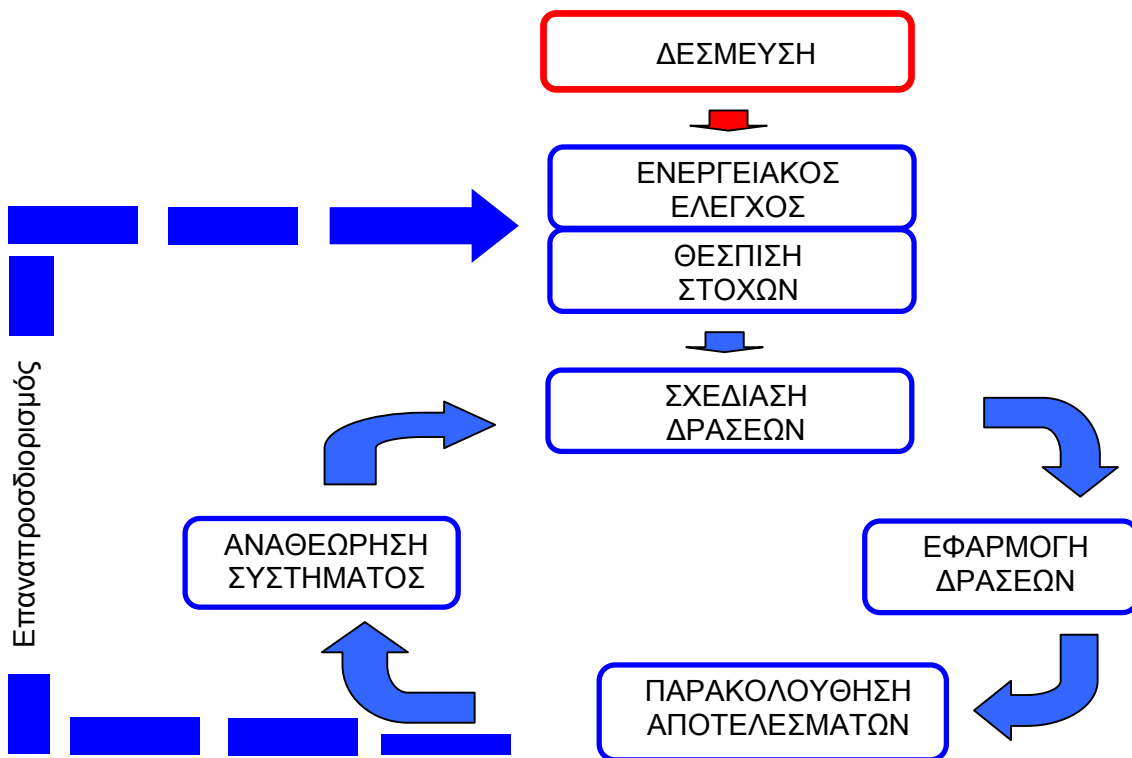 ΔΕΣΜΕΥΣΗ
ΕΝΕΡΓΕΙΑΚΟΣ
ΕΛΕΓΧΟΣ
ΘΕΣΠΙΣΗ
ΣΤΟΧΩΝ
ΣΧΕΔΙΑΣΗ
ΔΡΑΣΕΩΝ
ΕΦΑΡΜΟΓΗ
ΔΡΑΣΕΩΝ
ΠΑΡΑΚΟΛΟΥΘΗΣΗ
ΑΠΟΤΕΛΕΣΜΑΤΩΝ
ΑΝΑΘΕΩΡΗΣΗ
ΣΥΣΤΗΜΑΤΟΣ
Επαναπροσδιορισμός